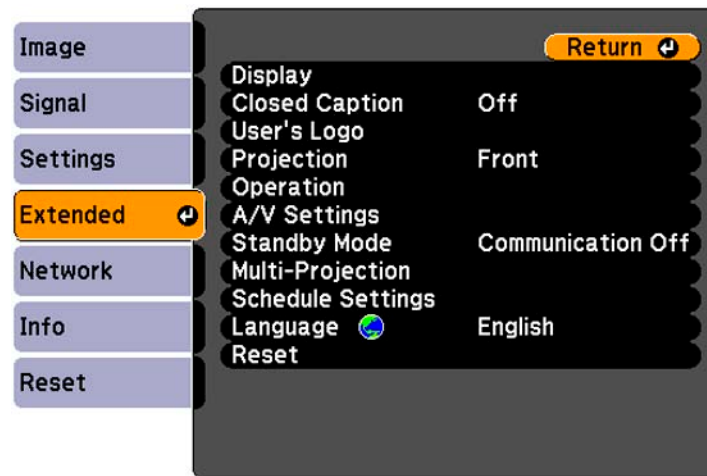 Image
Signal
Settings
Extended
Network
Info
Reset
Return
Display
Closed Caption Off
User's Logo
Projection Front
Operation
A/V Settings
Standby Mode Communication Off
Multi-Projection
Schedule Settings
Language English
Reset